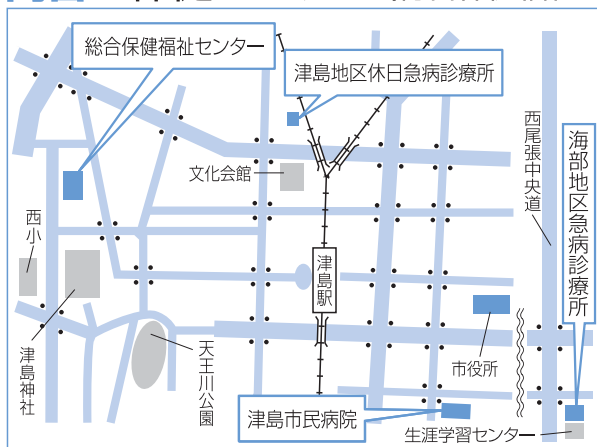 総合保健福祉センター
津島地区休日急病診療所
西尾張中央道
海部地区急病診療所
文化会館
西小
津島駅
市役所
津島神社
天王川公園
津島市民病院
生涯学習センター